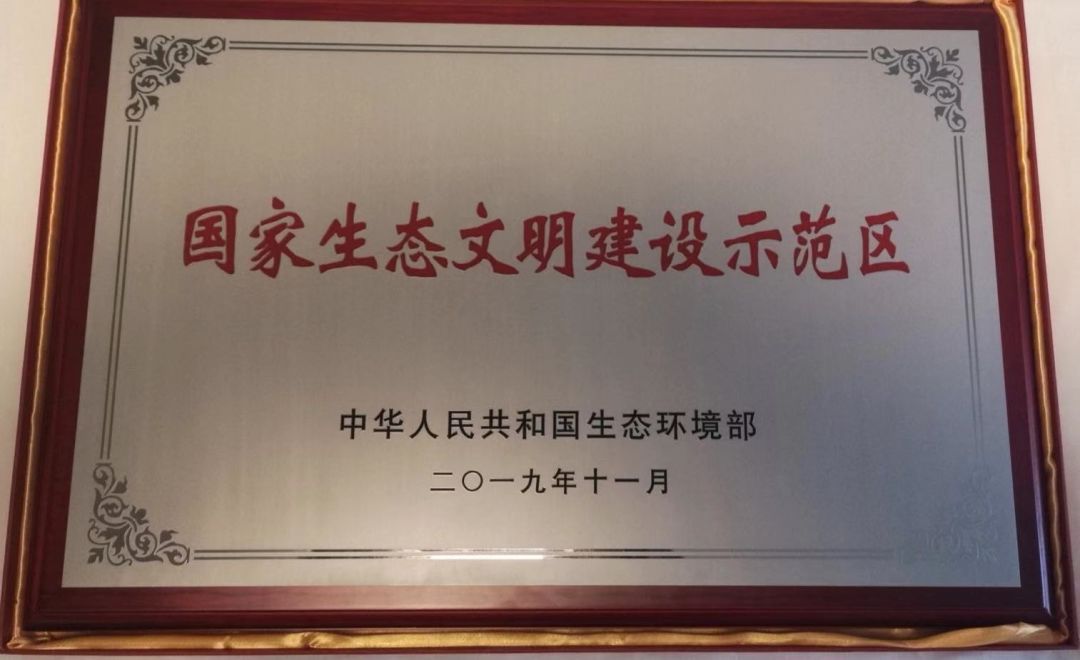 国家生态文明建设示范区
中华人民共和国生态环境部
二〇一九年十一月